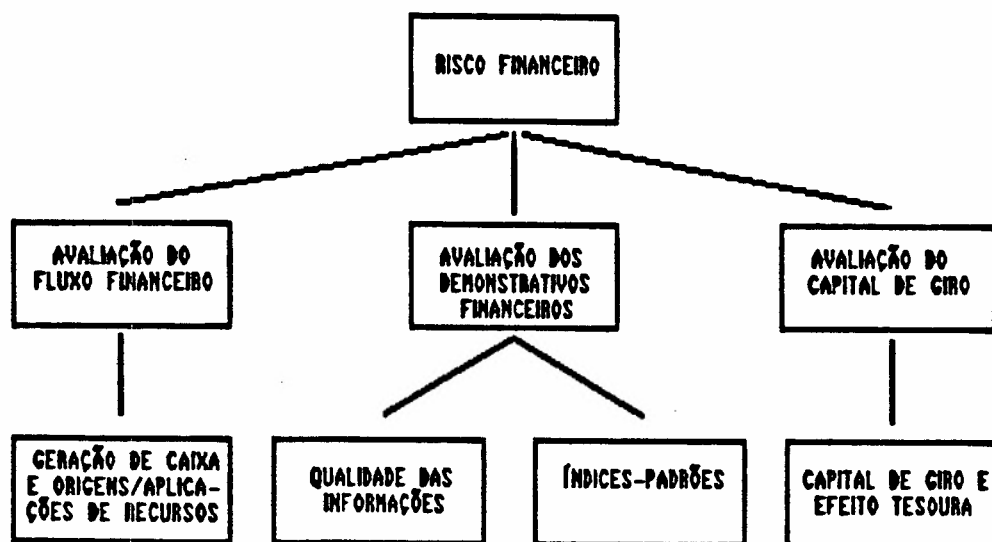 RISCO FINANCEIRO
AVALIAÇÃO DO
FLUXO FINANCEIRO
AVALIAÇÃO DOS
DEMONSTRATIVOS
FINANCEIROS
AVALIAÇÃO DO
CAPITAL DE GIRO
GERAÇÃO DE CAIXA
E ORIGENS/APLICA-
ÇÕES DE RECURSOS
QUALIDADE DAS
INFORMAÇÕES
ÍNDICES-PADRÕES
CAPITAL DE GIRO E
EFEITO TESOURA